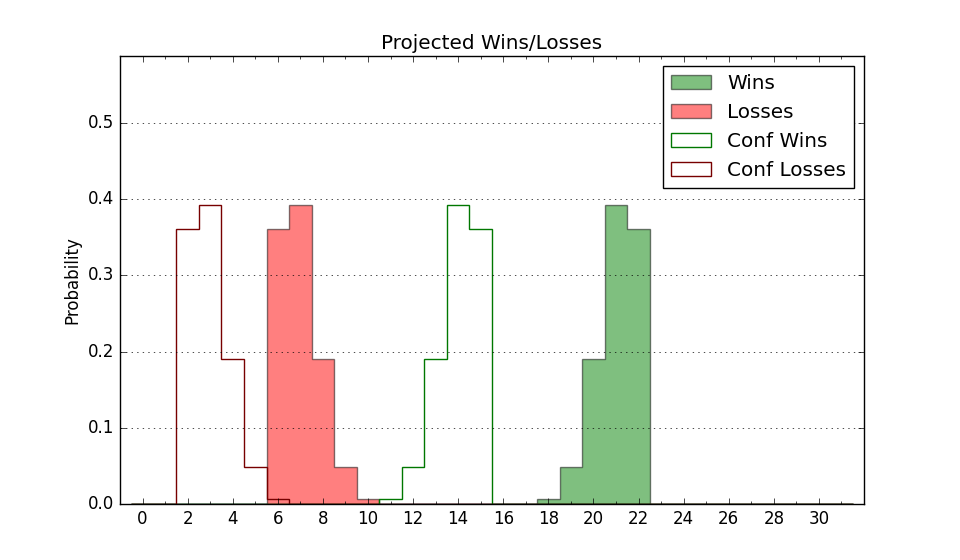 Projected Wins/Losses
Wins
Losses
Conf Wins
Conf Losses
Probability
0.5
0.4
0.3
0.2
0.1
0.0
0 2 4 6 8 10 12 14 16 18 20 22 24 26 28 30